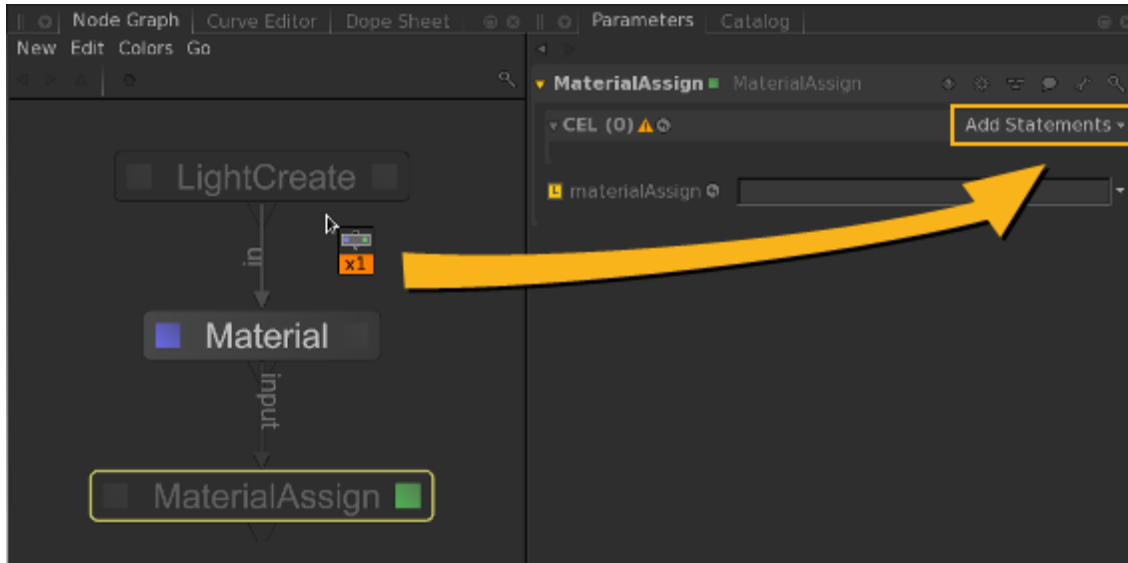 Node Graph Curve Editor Dope Sheet
New Edit Colors Go
LightCreate
ui
x1
Material
input
MaterialAssign
Parameters Catalog
MaterialAssign MaterialAssign
CEL (0) Add Statements
L materialAssign